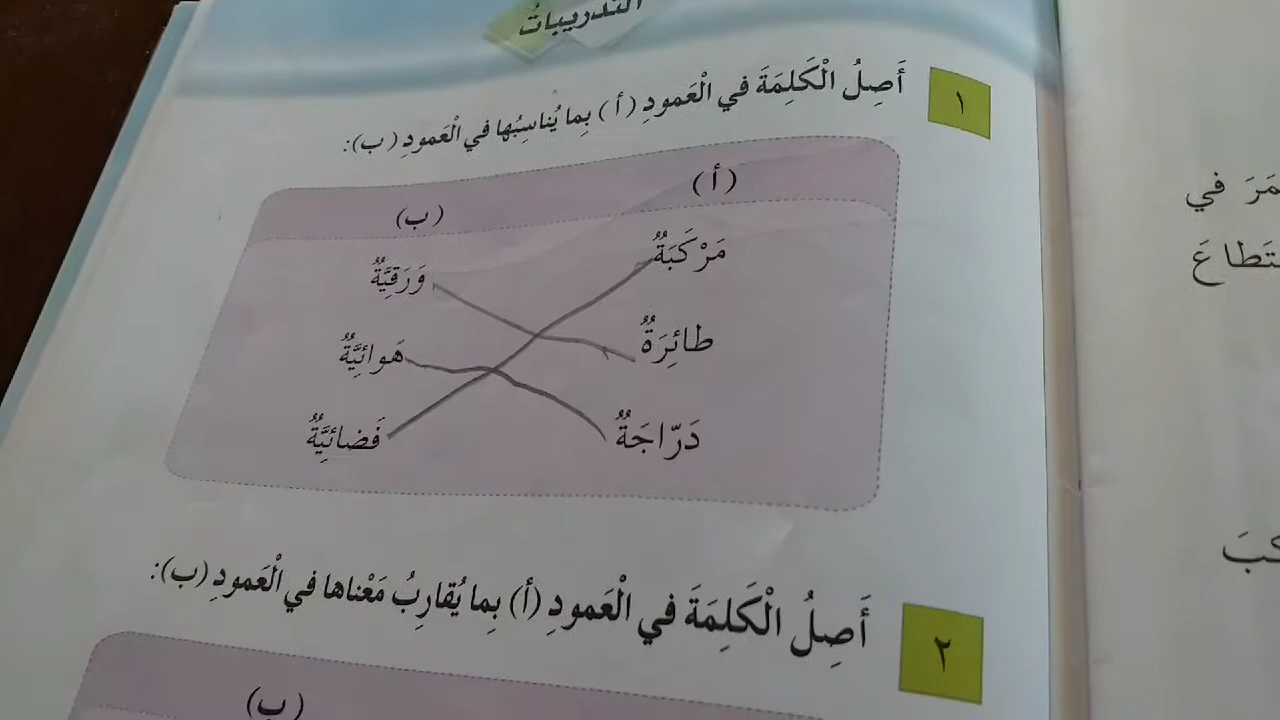 التدريباتُ
١
أَصِلُ الْكَلِمَةَ في الْعَمودِ (أ) بِما يُناسِبُها في الْعَمودِ (ب):
(أ)
(ب)
مَرْكَبَةٌ
وَرَقِيَّةٌ
طائِرَةٌ
هَوائِيَّةٌ
دَرّاجَةٌ
فَضائِيَّةٌ
٢
أَصِلُ الْكَلِمَةَ في الْعَمودِ (أ) بِما يُقارِبُ مَعْناها في الْعَمودِ (ب):
(ب)
في